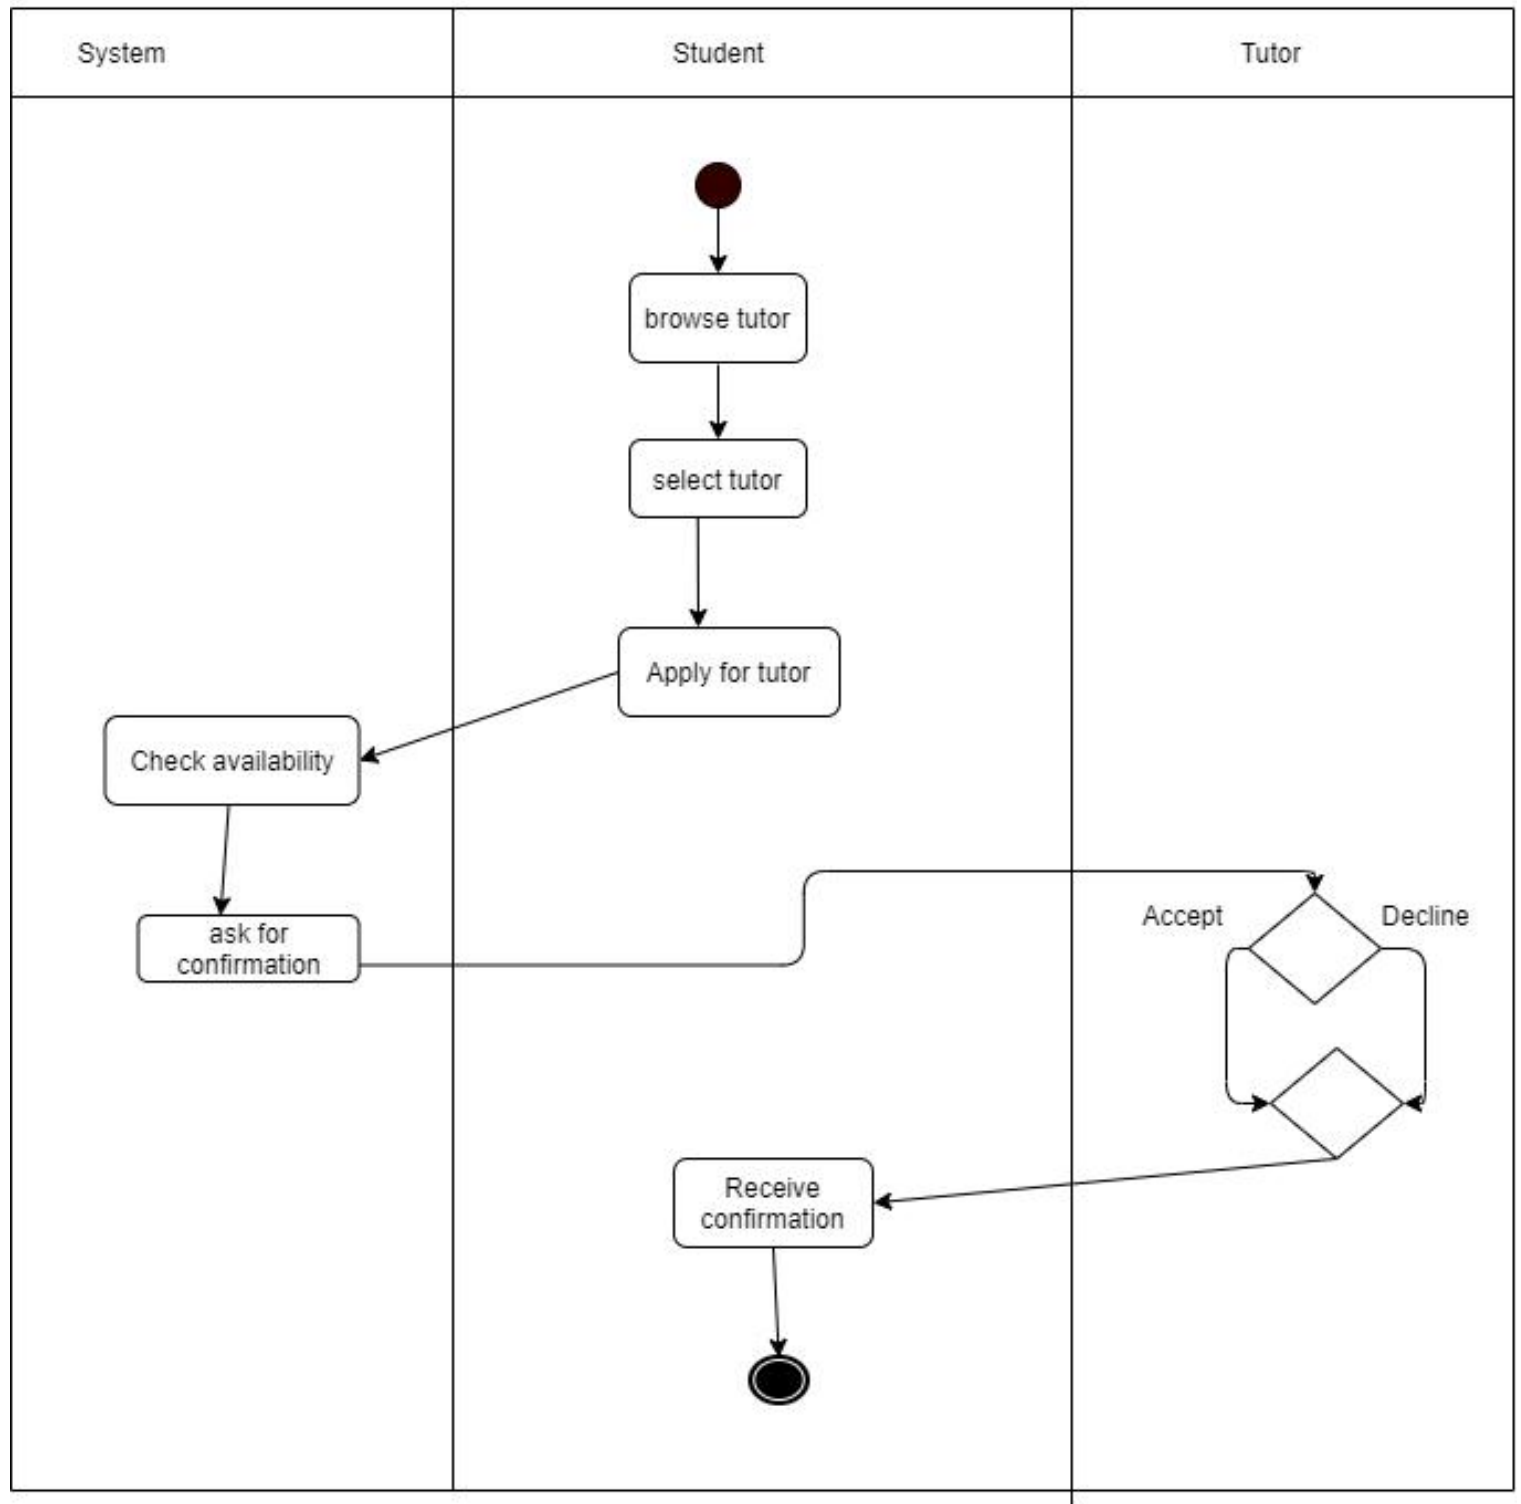 System
Student
Tutor
browse tutor
select tutor
Apply for tutor
Check availability
Accept
Decline
ask for
confirmation
Receive
confirmation